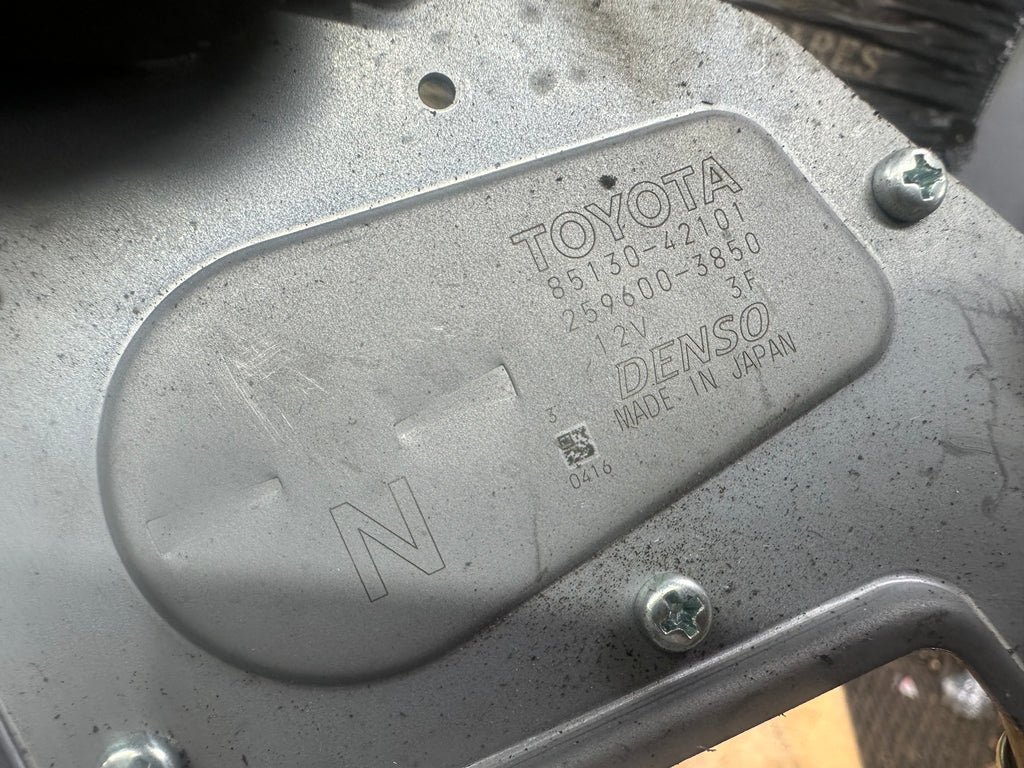 TOYOTA
85130-42101
259600-3850
12V 3F
DENSO
MADE IN JAPAN
3
0416
N